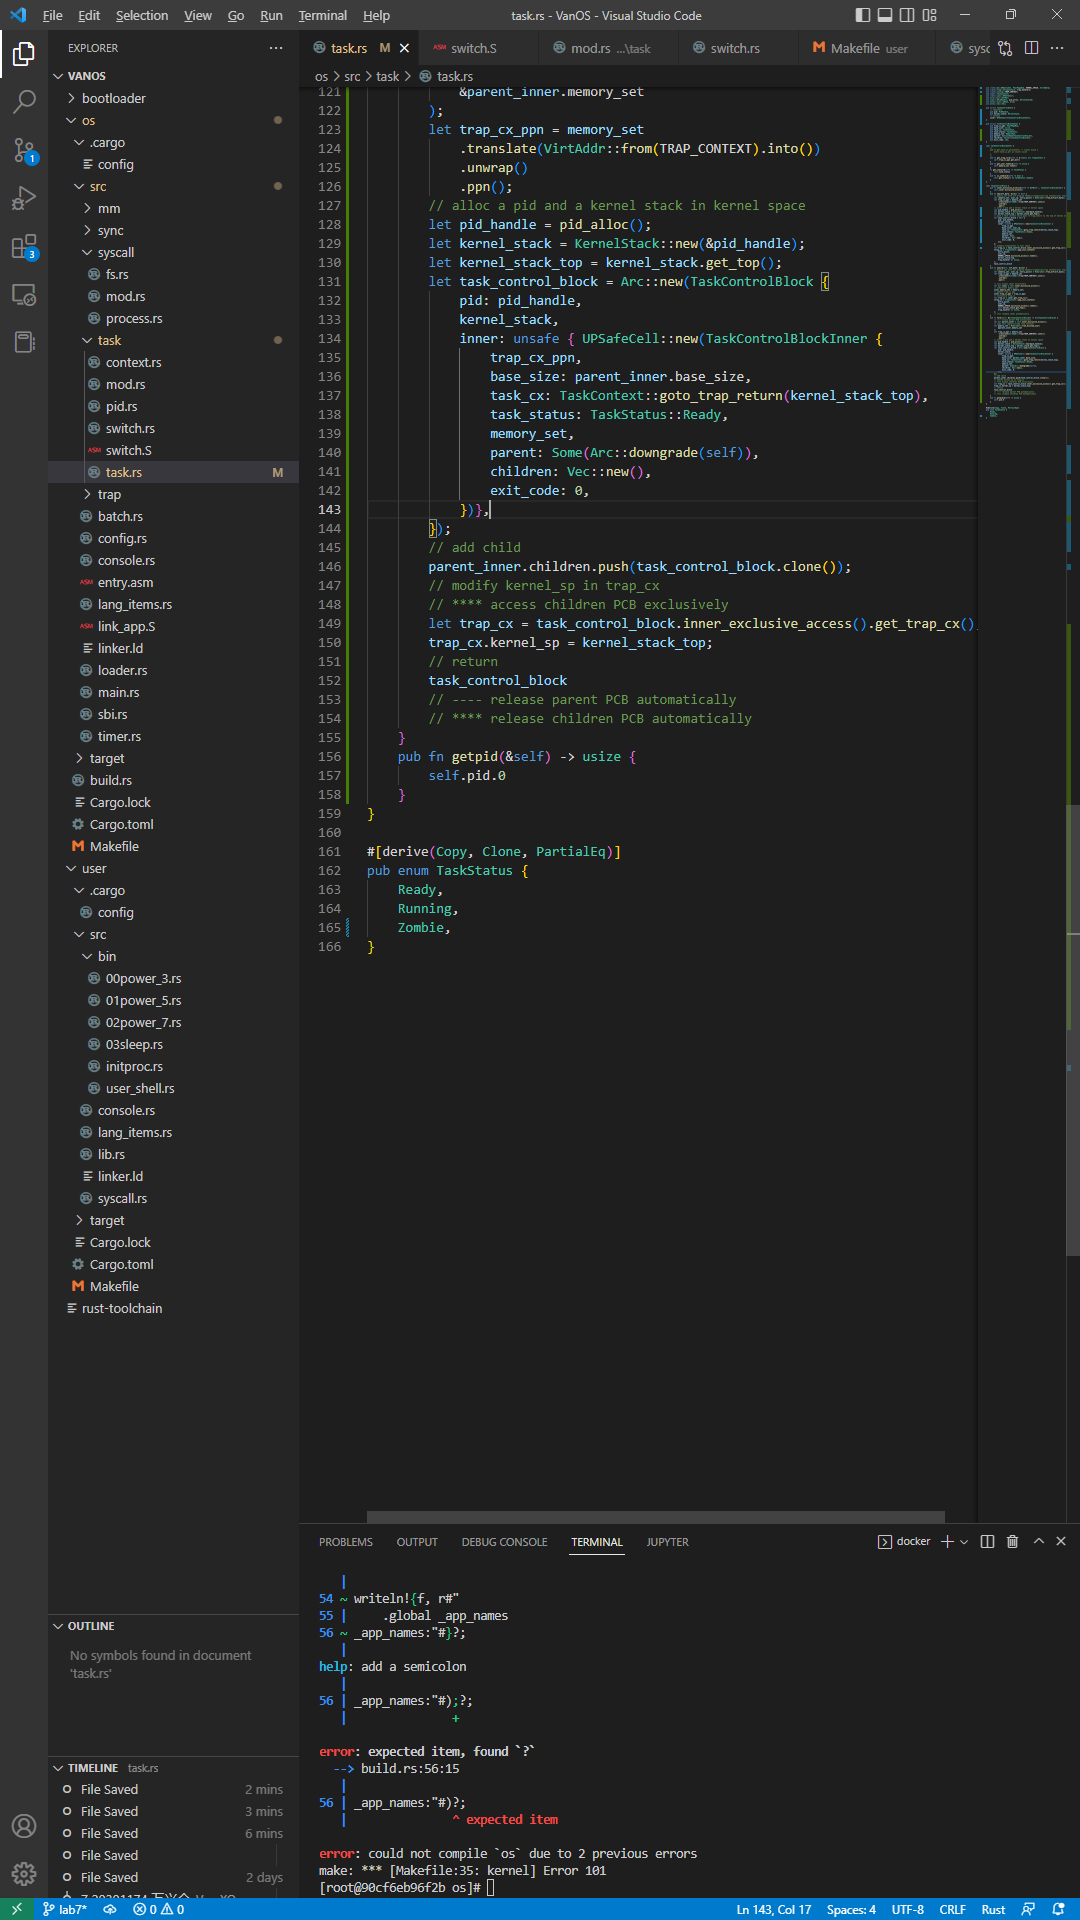 File Edit Selection View Go Run Terminal Help
task.rs - VanOS - Visual Studio Code
EXPLORER
VANOS
bootloader
os
.cargo
config
src
mm
sync
syscall
fs.rs
mod.rs
process.rs
task
context.rs
mod.rs
pid.rs
switch.rs
ASM switch.S
task.rs M
trap
batch.rs
config.rs
console.rs
ASM entry.asm
lang_items.rs
ASM link_app.S
linker.ld
loader.rs
main.rs
sbi.rs
timer.rs
target
build.rs
Cargo.lock
Cargo.toml
Makefile
user
.cargo
config
src
bin
00power_3.rs
01power_5.rs
02power_7.rs
03sleep.rs
initproc.rs
user_shell.rs
console.rs
lang_items.rs
lib.rs
linker.ld
syscall.rs
target
Cargo.lock
Cargo.toml
Makefile
rust-toolchain
1
3
OUTLINE
No symbols found in document
'task.rs'
TIMELINE task.rs
File Saved 2 mins
File Saved 3 mins
File Saved 6 mins
File Saved
File Saved 2 days
task.rs M
ASM switch.S
mod.rs ...\task
switch.rs
M Makefile user
sysc
os > src > task > task.rs
121 &parent_inner.memory_set
122 );
123 let trap_cx_ppn = memory_set
124 .translate(VirtAddr::from(TRAP_CONTEXT).into())
125 .unwrap()
126 .ppn();
127 // alloc a pid and a kernel stack in kernel space
128 let pid_handle = pid_alloc();
129 let kernel_stack = KernelStack::new(&pid_handle);
130 let kernel_stack_top = kernel_stack.get_top();
131 let task_control_block = Arc::new(TaskControlBlock {
132 pid: pid_handle,
133 kernel_stack,
134 inner: unsafe { UPSafeCell::new(TaskControlBlockInner {
135 trap_cx_ppn,
136 base_size: parent_inner.base_size,
137 task_cx: TaskContext::goto_trap_return(kernel_stack_top),
138 task_status: TaskStatus::Ready,
139 memory_set,
140 parent: Some(Arc::downgrade(self)),
141 children: Vec::new(),
142 exit_code: 0,
143 })},
144 });
145 // add child
146 parent_inner.children.push(task_control_block.clone());
147 // modify kernel_sp in trap_cx
148 // **** access children PCB exclusively
149 let trap_cx = task_control_block.inner_exclusive_access().get_trap_cx()
150 trap_cx.kernel_sp = kernel_stack_top;
151 // return
152 task_control_block
153 // ---- release parent PCB automatically
154 // **** release children PCB automatically
155 }
156 pub fn getpid(&self) -> usize {
157 self.pid.0
158 }
159 }
160
161 #[derive(Copy, Clone, PartialEq)]
162 pub enum TaskStatus {
163 Ready,
164 Running,
165 Zombie,
166 }
PROBLEMS OUTPUT DEBUG CONSOLE TERMINAL JUPYTER
docker
|
54 ~ writeln!{f, r#"
55 | .global _app_names
56 ~ _app_names:"#}?;
|
help: add a semicolon
|
56 | _app_names:"#);?;
| +
error: expected item, found `?`
--> build.rs:56:15
|
56 | _app_names:"#)?;
| ^ expected item
error: could not compile `os` due to 2 previous errors
make: *** [Makefile:35: kernel] Error 101
[root@90cf6eb96f2b os]#
lab7* 0 0
Ln 143, Col 17 Spaces: 4 UTF-8 CRLF Rust